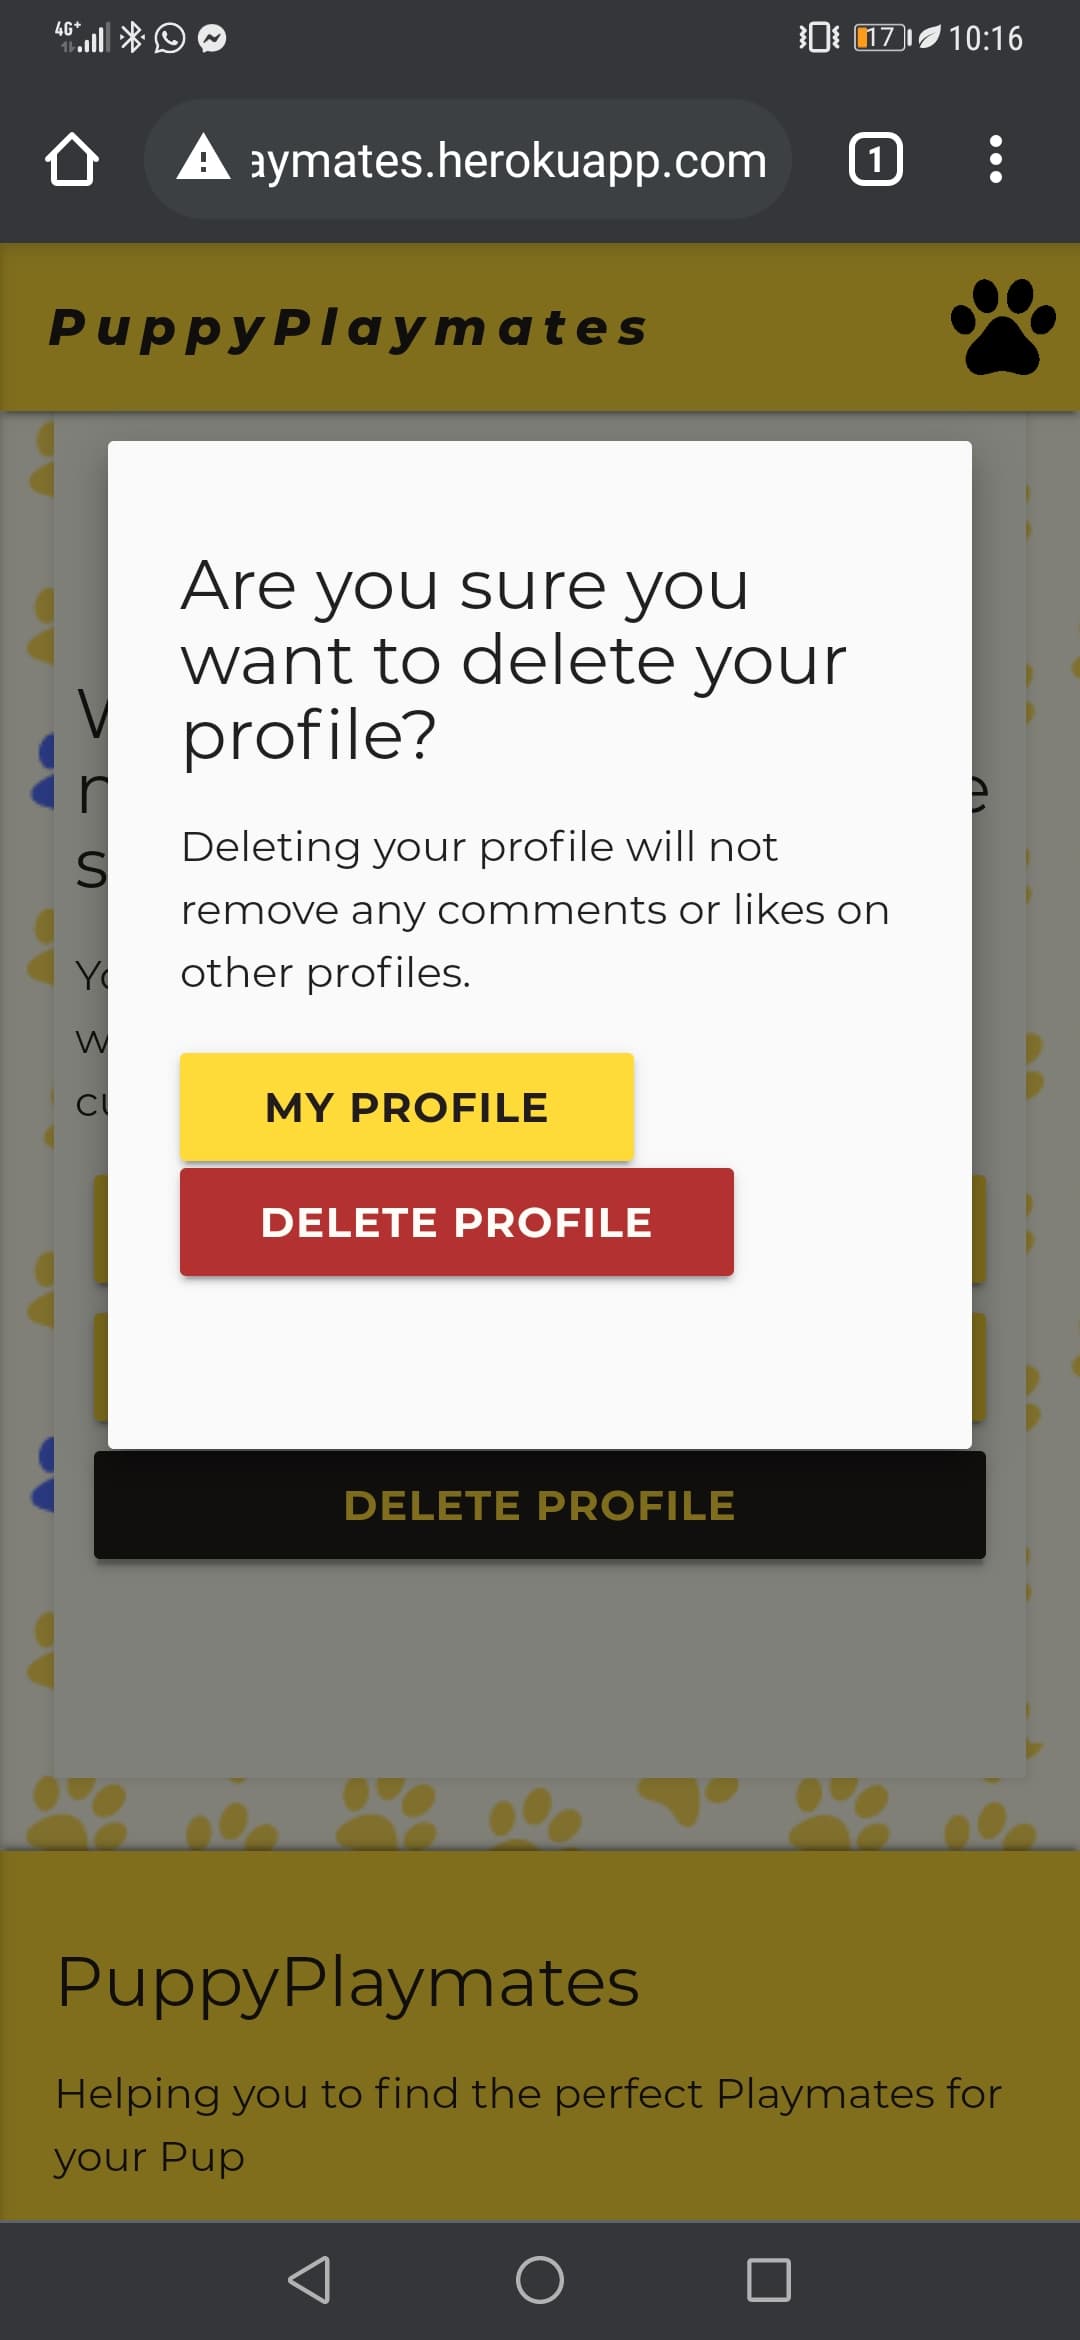 4G+ 17 10:16
aymates.herokuapp.com 1
PuppyPlaymates
Are you sure you
want to delete your
profile?
Deleting your profile will not
remove any comments or likes on
other profiles.
MY PROFILE
DELETE PROFILE
DELETE PROFILE
PuppyPlaymates
Helping you to find the perfect Playmates for
your Pup